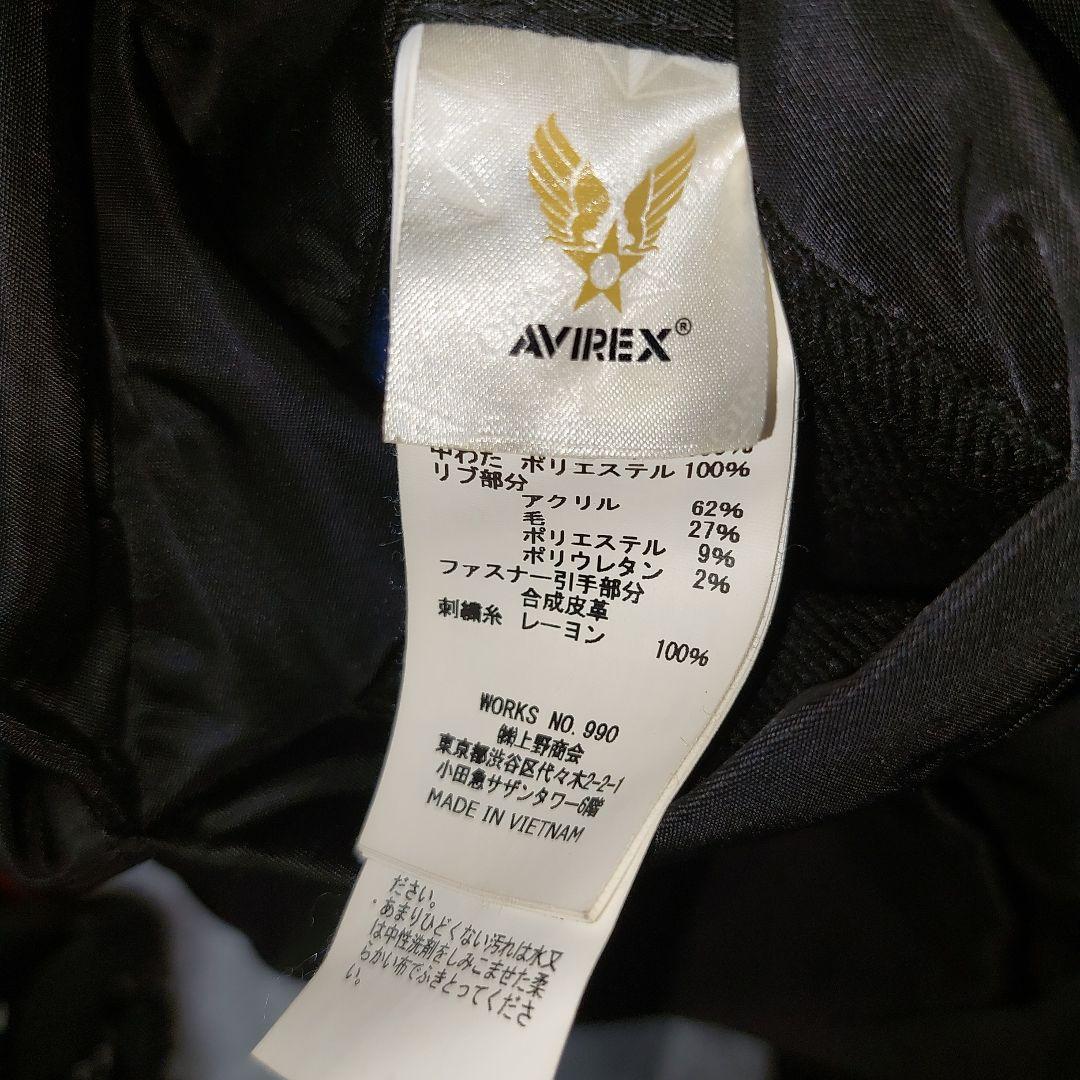 AVIREX®
中わた ポリエステル 100%
リブ部分
アクリル 62%
毛 27%
ポリエステル 9%
ポリウレタン 2%
ファスナー引手部分
合成皮革
刺繍糸 レーヨン 100%
WORKS NO. 990
㈱上野商会
東京都渋谷区代々木2-2-1
小田急サザンタワー6階
MADE IN VIETNAM
ださい。
・あまりひどくない汚れは水又
は中性洗剤をしみこませた柔
らかい布でふきとってくださ
い。